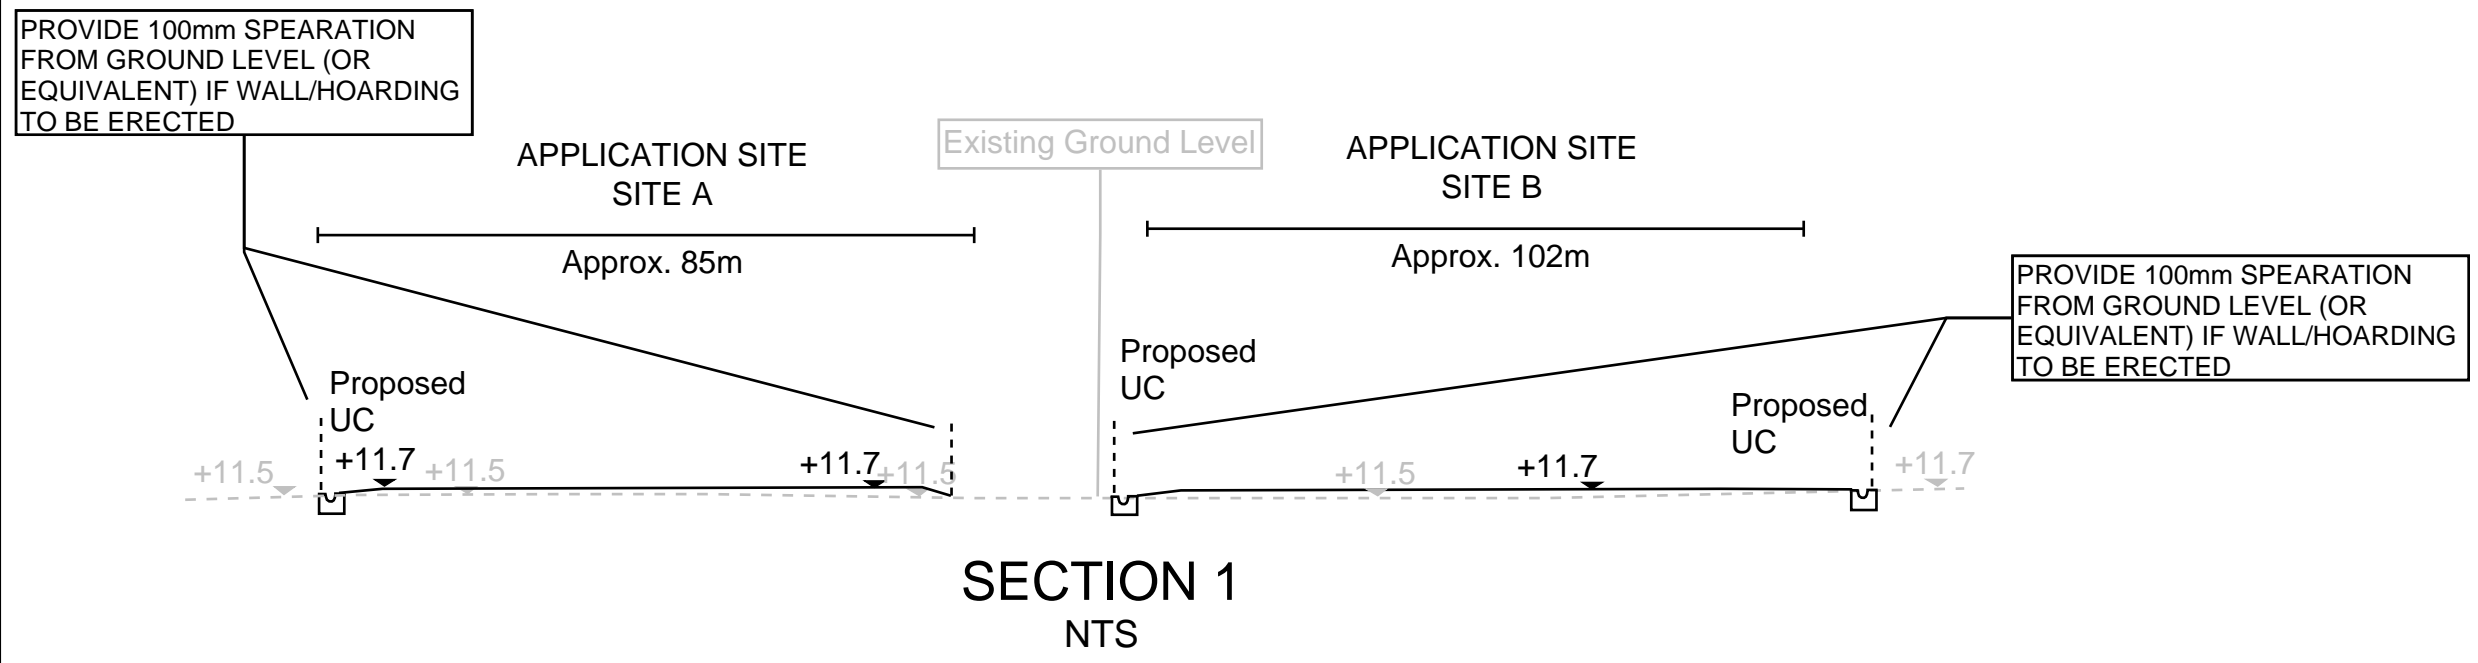 PROVIDE 100mm SPEARATION
FROM GROUND LEVEL (OR
EQUIVALENT) IF WALL/HOARDING
TO BE ERECTED
APPLICATION SITE
SITE A
Approx. 85m
Existing Ground Level
APPLICATION SITE
SITE B
Approx. 102m
PROVIDE 100mm SPEARATION
FROM GROUND LEVEL (OR
EQUIVALENT) IF WALL/HOARDING
TO BE ERECTED
Proposed
UC
Proposed
UC
Proposed
UC
+11.5
+11.7
+11.5
+11.7
+11.5
+11.5
+11.7
+11.7
SECTION 1
NTS